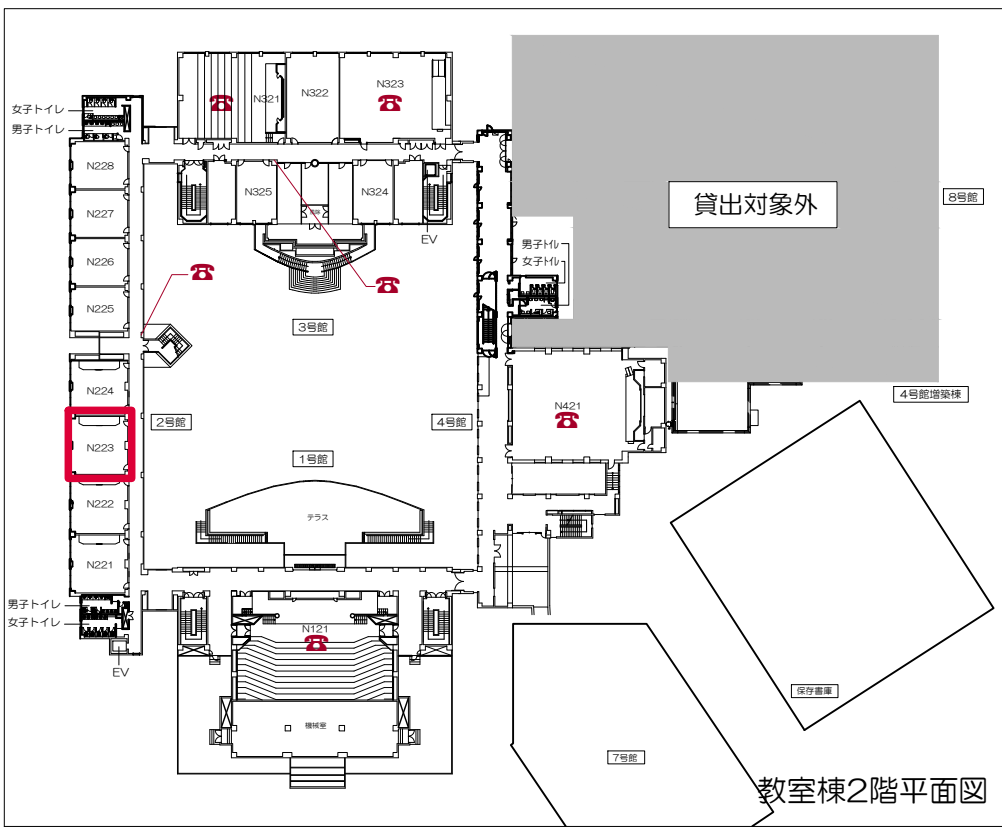 N321
N322
N323
女子トイレ
男子トイレ
N228
N227
N226
N225
N224
N223
N222
N221
N325
N324
EV
貸出対象外
8号館
男子トイレ
女子トイレ
3号館
2号館
4号館
N421
4号館増築棟
1号館
テラス
男子トイレ
女子トイレ
EV
N121
機械室
保存書庫
7号館
教室棟2階平面図